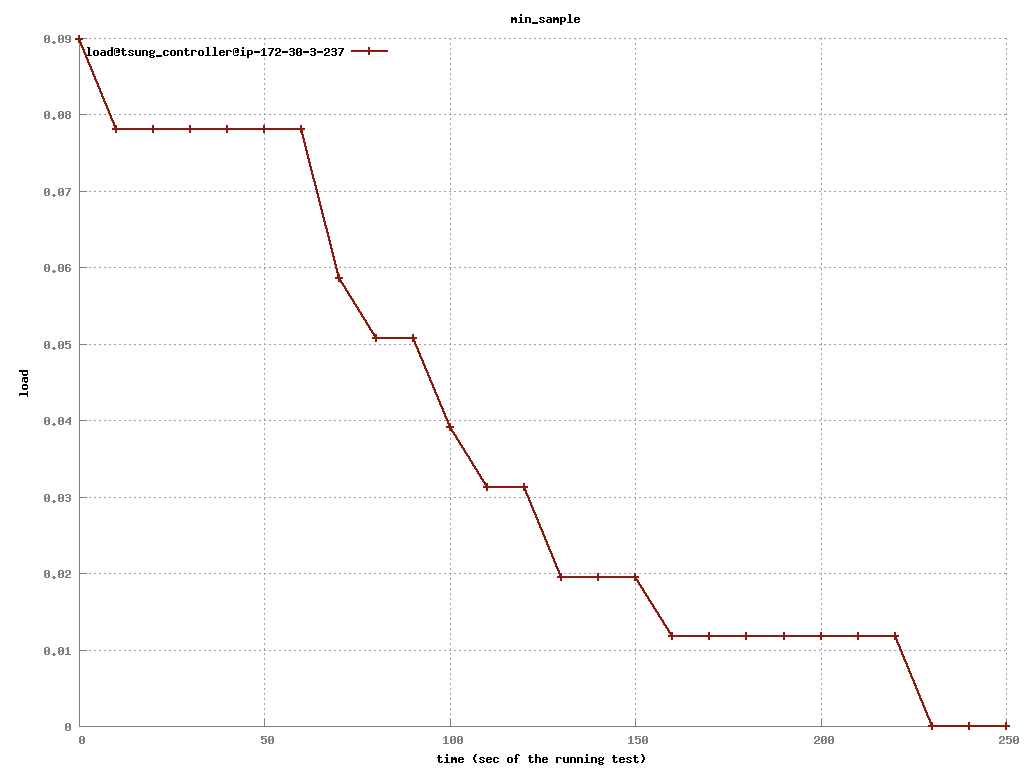 min_sample
load@tsung_controller@ip-172-30-3-237
0.09
0.08
0.07
0.06
0.05
0.04
0.03
0.02
0.01
0
load
0 50 100 150 200 250
time (sec of the running test)